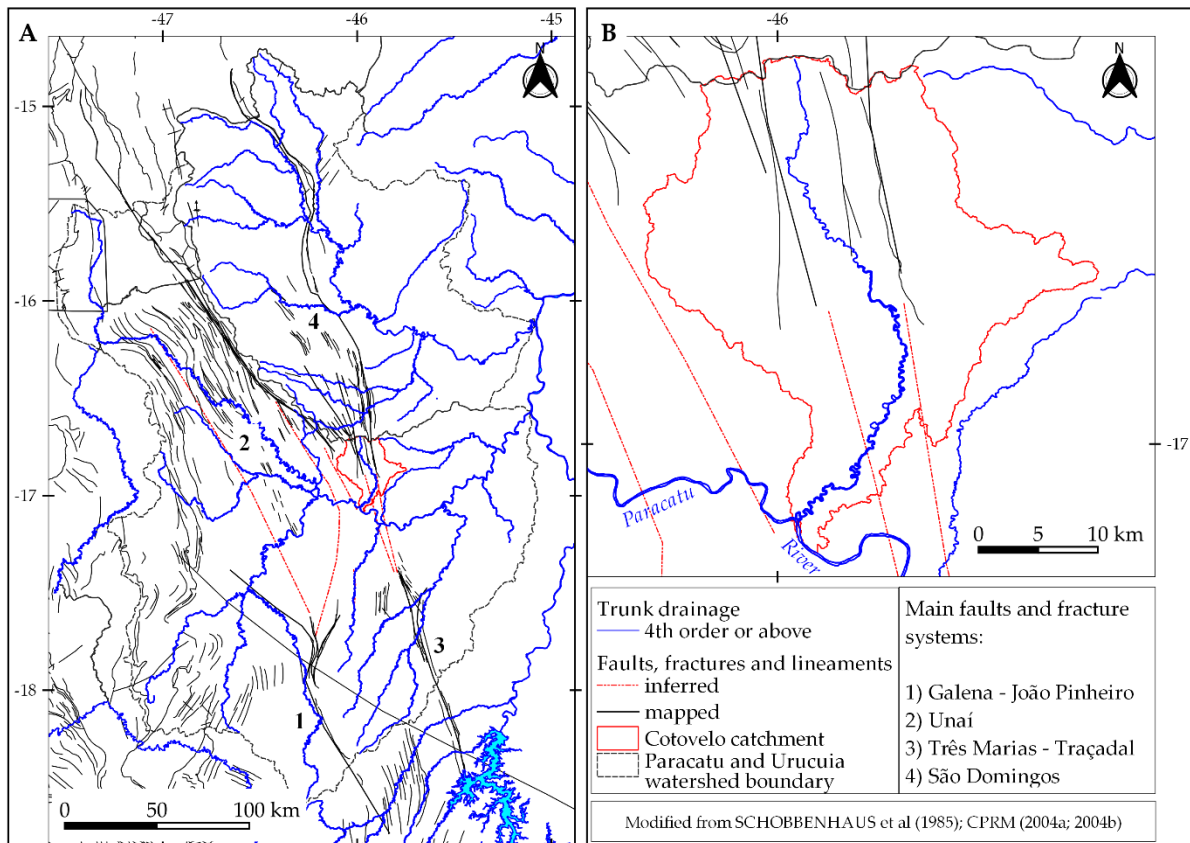 A
-47
-46
-45
N
-15
-16
-17
-18
4
2
3
1
0 50 100 km
B
-46
N
-17
Paracatu
River
0 5 10 km
Trunk drainage
4th order or above
Faults, fractures and lineaments
inferred
mapped
Cotovelo catchment
Paracatu and Urucuia
watershed boundary
Main faults and fracture
systems:
1) Galena - João Pinheiro
2) Unaí
3) Três Marias - Traçadal
4) São Domingos
Modified from SCHOBBENHAUS et al (1985); CPRM (2004a; 2004b)